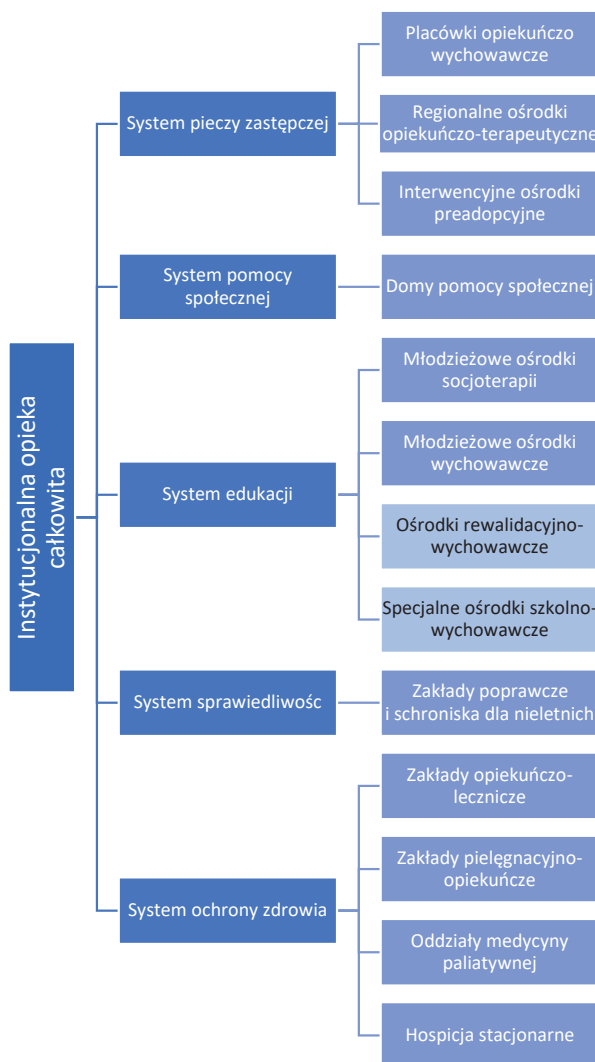 Instytucjonalna opieka
całkowita
System pieczy zastępczej
Placówki opiekuńczo
wychowawcze
Regionalne ośrodki
opiekuńczo-terapeutyczne
Interwencyjne ośrodki
preadopcyjne
System pomocy
społecznej
Domy pomocy społecznej
System edukacji
Młodzieżowe ośrodki
socjoterapii
Młodzieżowe ośrodki
wychowawcze
Ośrodki rewalidacyjno-
wychowawcze
Specjalne ośrodki szkolno-
wychowawcze
System sprawiedliwośc
Zakłady poprawcze
i schroniska dla nieletnich
System ochrony zdrowia
Zakłady opiekuńczo-
lecznicze
Zakłady pielęgnacyjno-
opiekuńcze
Oddziały medycyny
paliatywnej
Hospicja stacjonarne